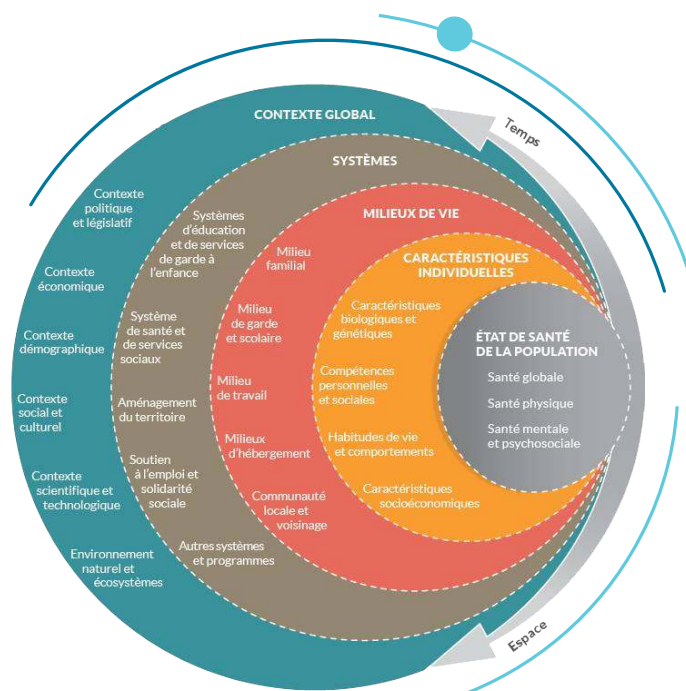 CONTEXTE GLOBAL
Contexte
politique
et législatif
Contexte
économique
Contexte
démographique
Contexte
social et
culturel
Contexte
scientifique et
technologique
Environnement
naturel et
écosystèmes
SYSTÈMES
Systèmes
d'éducation
et de services
de garde à
l'enfance
Système
de santé et
de services
sociaux
Aménagement
du territoire
Soutien
à l'emploi et
solidarité
sociale
Autres systèmes
et programmes
MILIEUX DE VIE
Milieu
familial
Milieu
de garde
et scolaire
Milieu
de travail
Milieux
d'hébergement
Communauté
locale et
voisinage
CARACTÉRISTIQUES
INDIVIDUELLES
Caractéristiques
biologiques et
génétiques
Compétences
personnelles
et sociales
Habitudes de vie
et comportements
Caractéristiques
socioéconomiques
ÉTAT DE SANTÉ
DE LA POPULATION
Santé globale
Santé physique
Santé mentale
et psychosociale
Temps
Espace